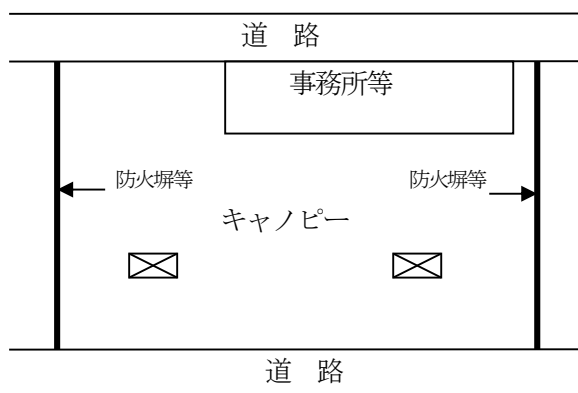 道　路
事務所等
防火塀等
防火塀等
キャノピー
道　路